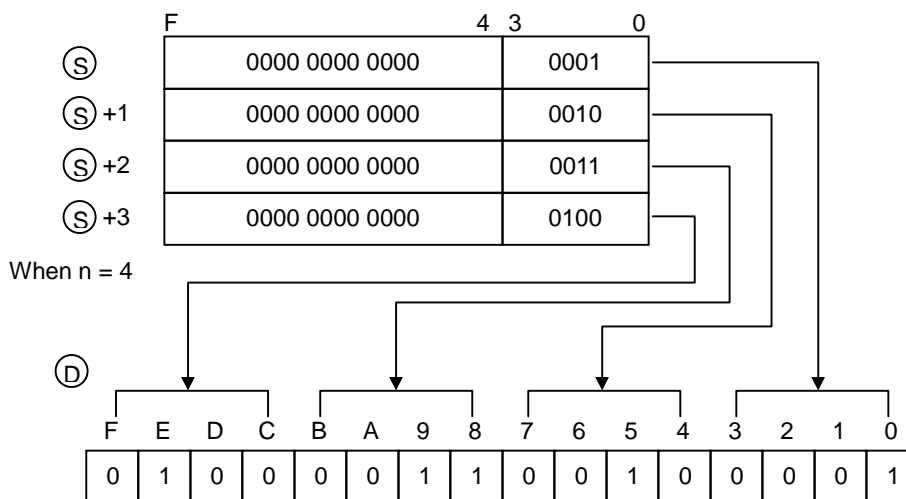 F 4 3 0
S 0000 0000 0000 0001
S +1 0000 0000 0000 0010
S +2 0000 0000 0000 0011
S +3 0000 0000 0000 0100
When n = 4
D
F E D C B A 9 8 7 6 5 4 3 2 1 0
0 1 0 0 0 0 1 1 0 0 1 0 0 0 0 1